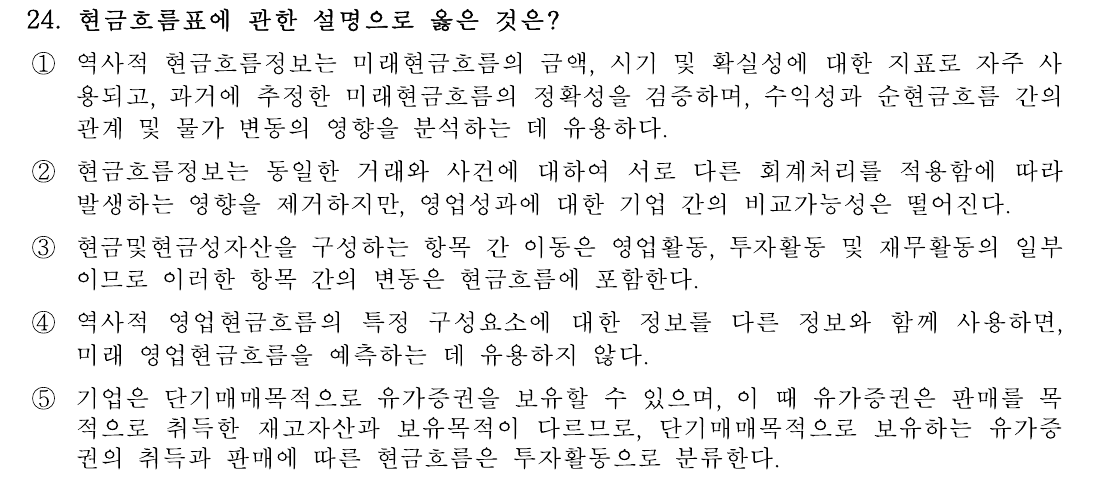 24. 현금흐름표에 관한 설명으로 옳은 것은?
① 역사적 현금흐름정보는 미래현금흐름의 금액, 시기 및 확실성에 대한 지표로 자주 사
용되고, 과거에 추정한 미래현금흐름의 정확성을 검증하며, 수익성과 순현금흐름 간의
관계 및 물가 변동의 영향을 분석하는 데 유용하다.
② 현금흐름정보는 동일한 거래와 사건에 대하여 서로 다른 회계처리를 적용함에 따라
발생하는 영향을 제거하지만, 영업성과에 대한 기업 간의 비교가능성은 떨어진다.
③ 현금및현금성자산을 구성하는 항목 간 이동은 영업활동, 투자활동 및 재무활동의 일부
이므로 이러한 항목 간의 변동은 현금흐름에 포함한다.
④ 역사적 영업현금흐름의 특정 구성요소에 대한 정보를 다른 정보와 함께 사용하면,
미래 영업현금흐름을 예측하는 데 유용하지 않다.
⑤ 기업은 단기매매목적으로 유가증권을 보유할 수 있으며, 이 때 유가증권은 판매를 목
적으로 취득한 재고자산과 보유목적이 다르므로, 단기매매목적으로 보유하는 유가증
권의 취득과 판매에 따른 현금흐름은 투자활동으로 분류한다.